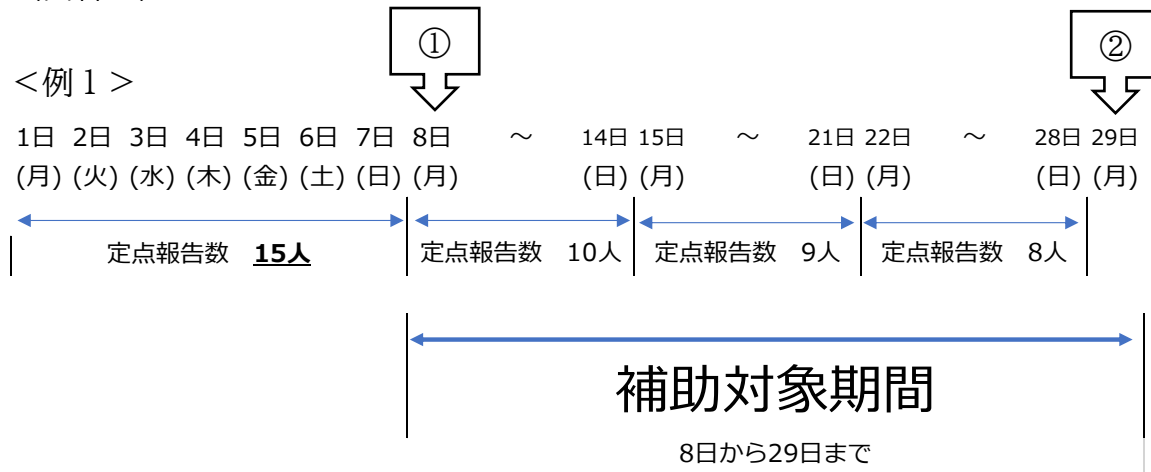 ①
②
＜例１＞
1日 2日 3日 4日 5日 6日 7日 8日 ～ 14日 15日 ～ 21日 22日 ～ 28日 29日
(月) (火) (水) (木) (金) (土) (日) (月) (日) (月) (日) (月) (日) (月)
定点報告数 15人 定点報告数 10人 定点報告数 9人 定点報告数 8人
補助対象期間
8日から29日まで